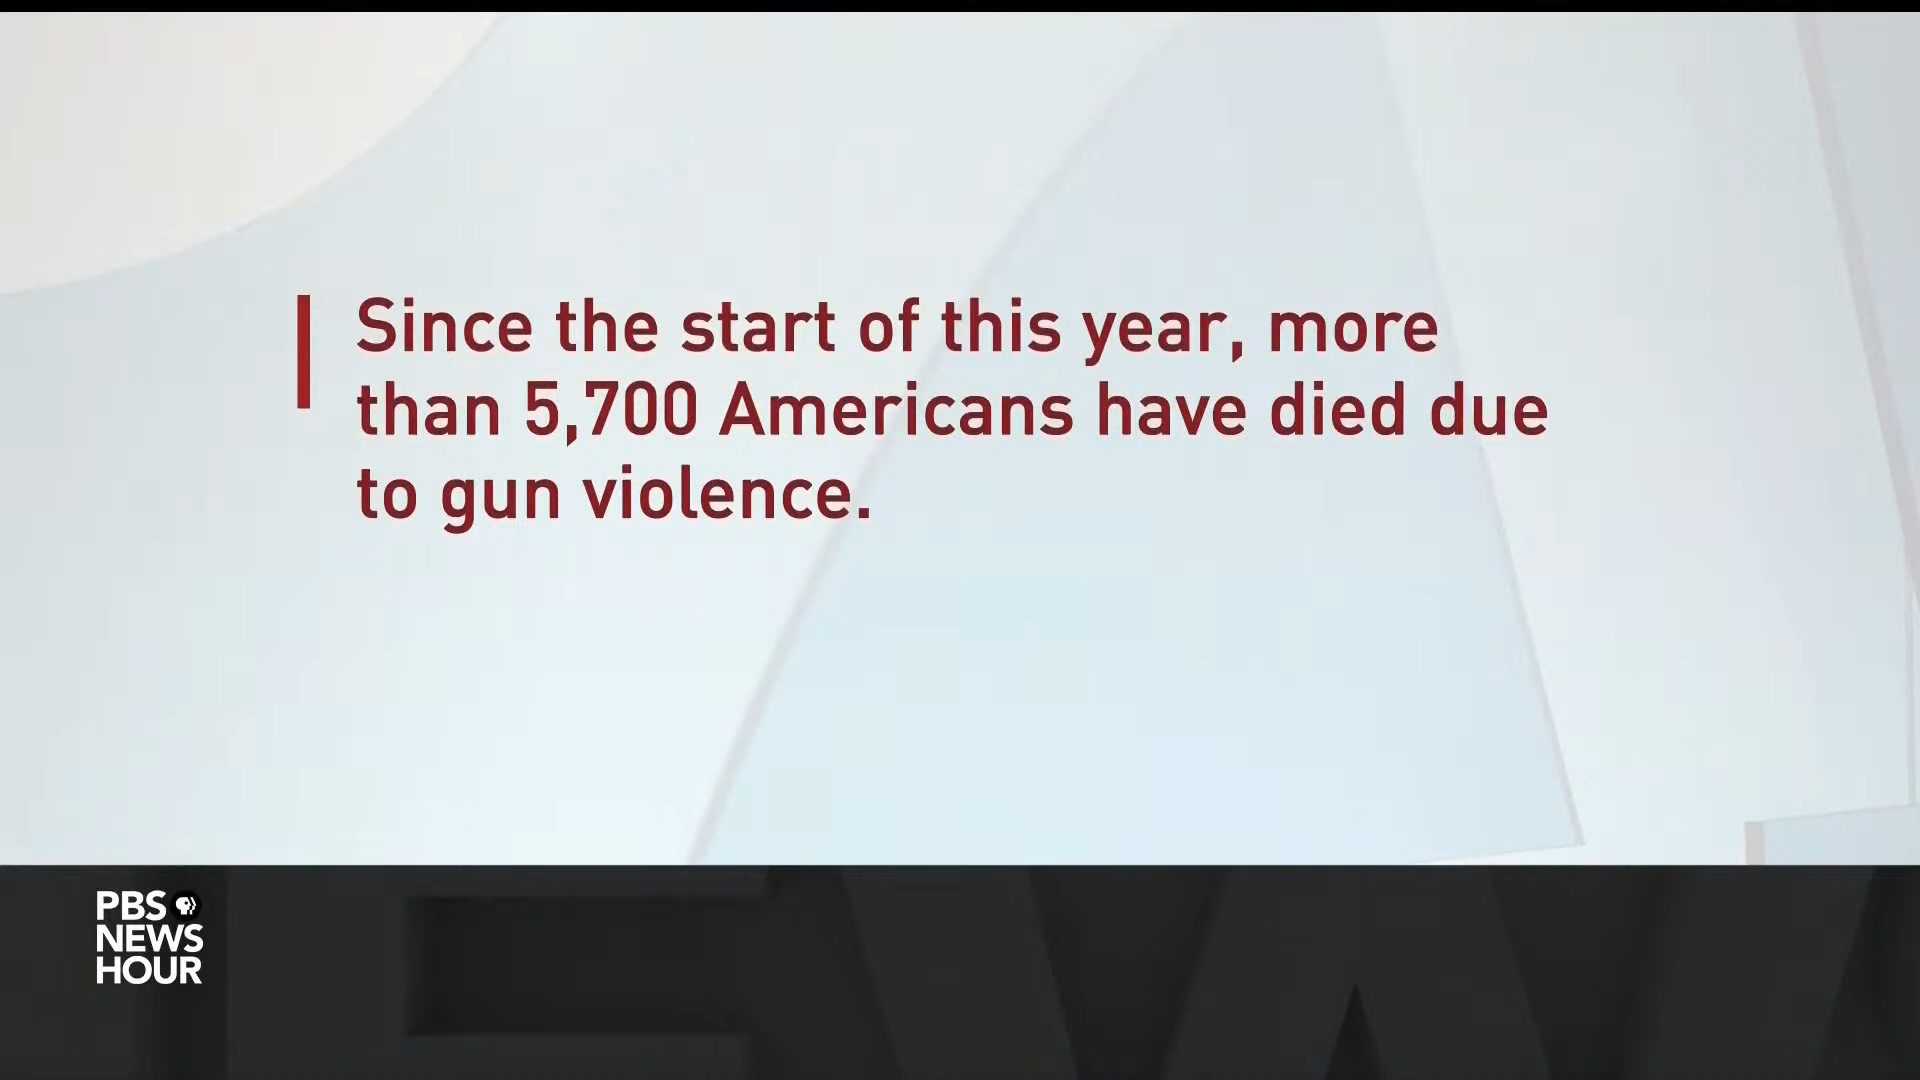 Since the start of this year, more
than 5,700 Americans have died due
to gun violence.
PBS
NEWS
HOUR